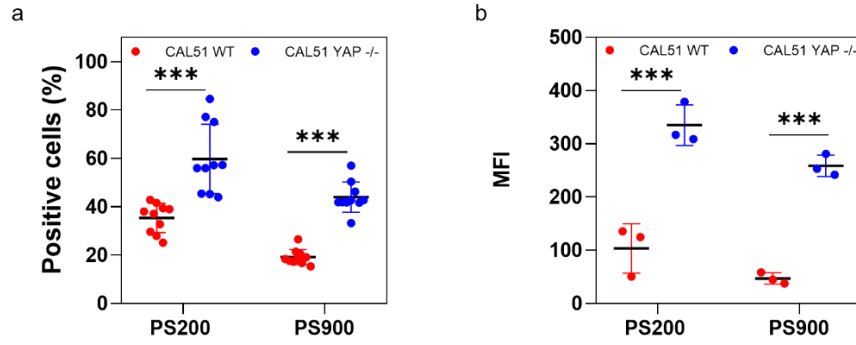 a
CAL51 WT CAL51 YAP -/-
Positive cells (%)
100
80
60
40
20
0
***
***
PS200 PS900
b
CAL51 WT CAL51 YAP -/-
MFI
500
400
300
200
100
0
***
***
PS200 PS900